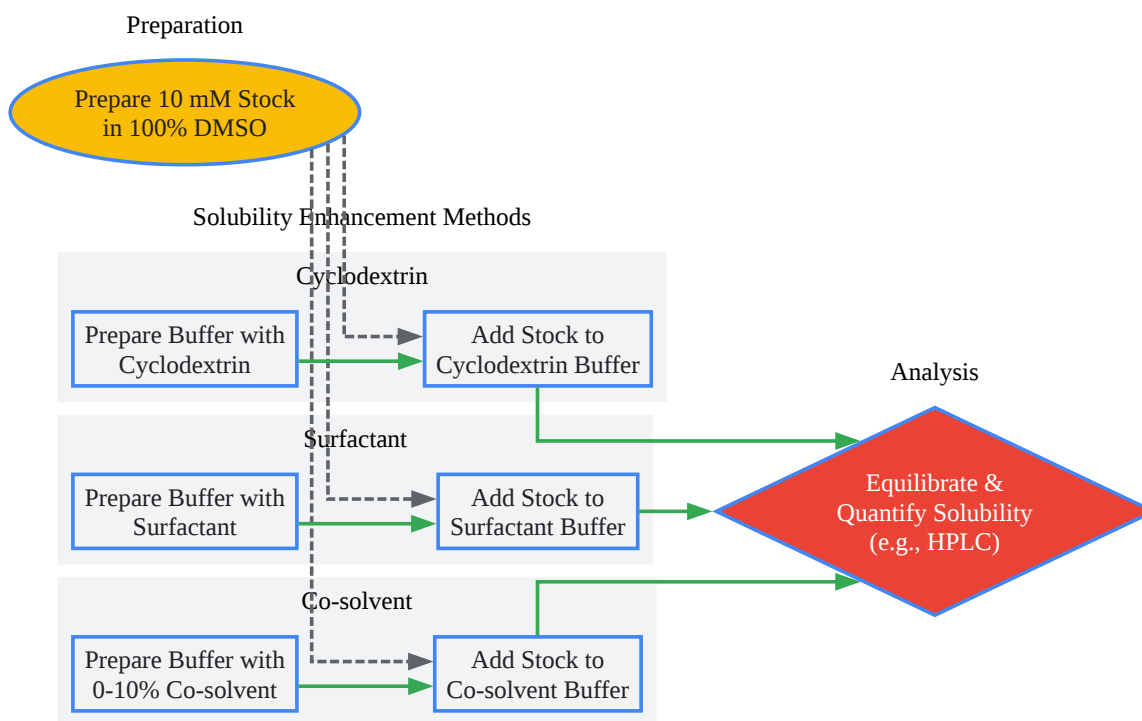 Preparation
Prepare 10 mM Stock
in 100% DMSO
Solubility Enhancement Methods
Cyclodextrin
Prepare Buffer with
Cyclodextrin
Add Stock to
Cyclodextrin Buffer
Surfactant
Prepare Buffer with
Surfactant
Add Stock to
Surfactant Buffer
Co-solvent
Prepare Buffer with
0-10% Co-solvent
Add Stock to
Co-solvent Buffer
Analysis
Equilibrate &
Quantify Solubility
(e.g., HPLC)